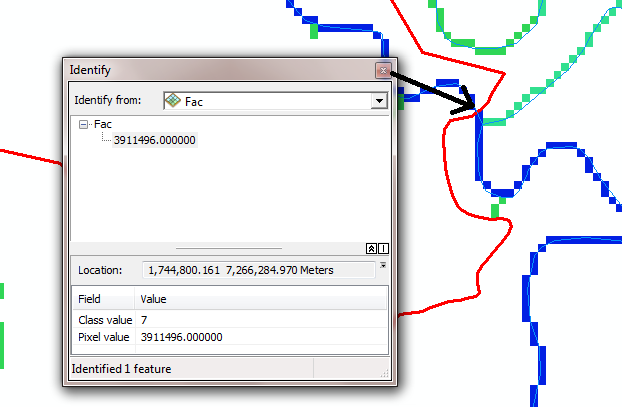 Identify
Identify from: Fac
Fac
3911496.000000
Location: 1,744,800.161 7,266,284.970 Meters
Field Value
Class value 7
Pixel value 3911496.000000
Identified 1 feature